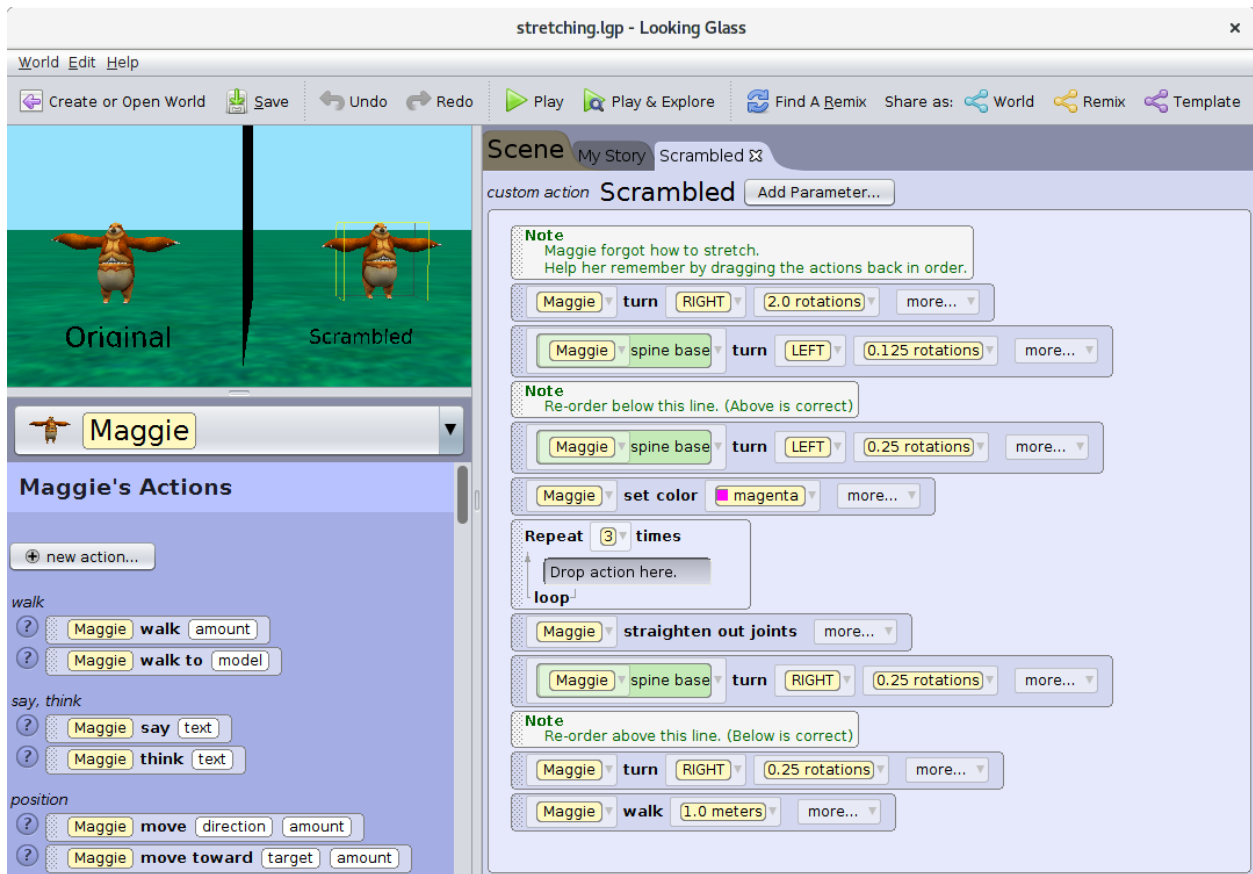 stretching.lgp - Looking Glass
World Edit Help
Create or Open World Save Undo Redo Play Play & Explore Find A Remix Share as: World Remix Template
Original
Scrambled
Maggie
Maggie's Actions
new action...
walk
Maggie walk amount
Maggie walk to model
say, think
Maggie say text
Maggie think text
position
Maggie move direction amount
Maggie move toward target amount
Scene My Story Scrambled
custom action Scrambled Add Parameter...
Note
Maggie forgot how to stretch.
Help her remember by dragging the actions back in order.
Maggie turn RIGHT 2.0 rotations more...
Maggie spine base turn LEFT 0.125 rotations more...
Note
Re-order below this line. (Above is correct)
Maggie spine base turn LEFT 0.25 rotations more...
Maggie set color magenta more...
Repeat 3 times
Drop action here.
loop
Maggie straighten out joints more...
Maggie spine base turn RIGHT 0.25 rotations more...
Note
Re-order above this line. (Below is correct)
Maggie turn RIGHT 0.25 rotations more...
Maggie walk 1.0 meters more...